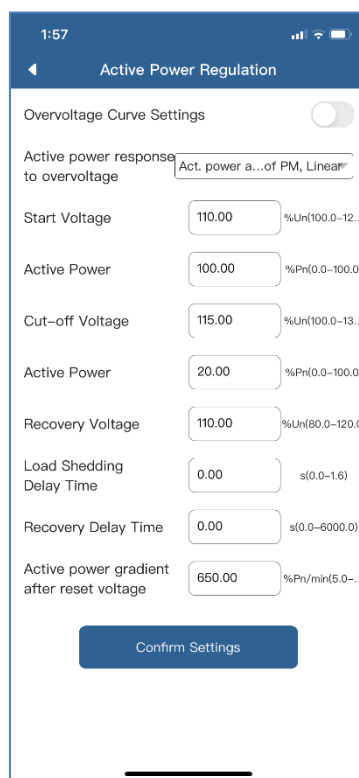 1:57
Active Power Regulation
Overvoltage Curve Settings
Active power response
to overvoltage
Act. power a...of PM, Linear
Start Voltage
110.00
%Un(100.0-12...
Active Power
100.00
%Pn(0.0-100.0
Cut-off Voltage
115.00
%Un(100.0-13...
Active Power
20.00
%Pn(0.0-100.0
Recovery Voltage
110.00
%Un(80.0-120.0
Load Shedding
Delay Time
0.00
s(0.0-1.6)
Recovery Delay Time
0.00
s(0.0-6000.0)
Active power gradient
after reset voltage
650.00
%Pn/min(5.0-...
Confirm Settings